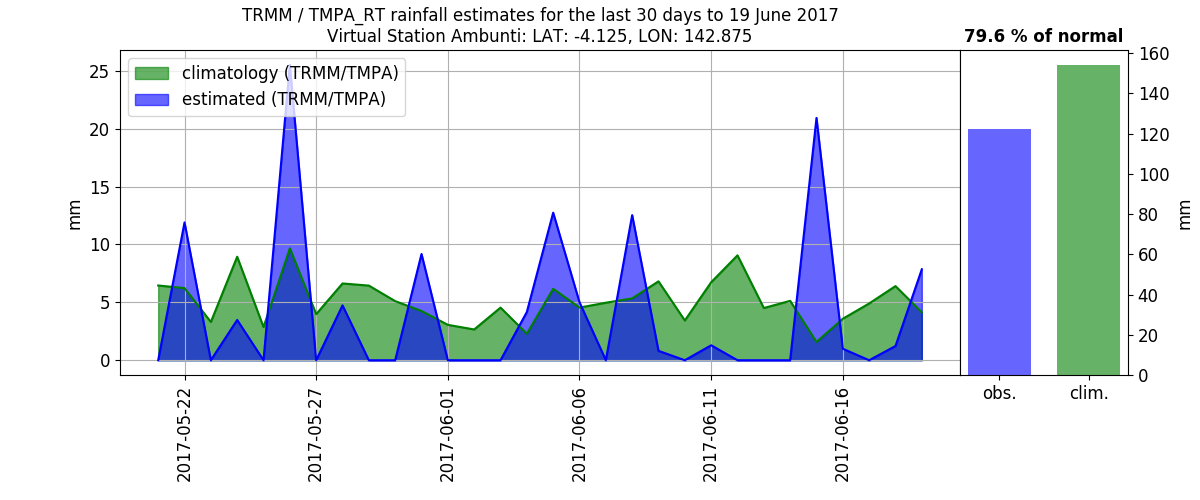 TRMM / TMPA_RT rainfall estimates for the last 30 days to 19 June 2017
Virtual Station Ambunti: LAT: -4.125, LON: 142.875
79.6 % of normal
climatology (TRMM/TMPA)
estimated (TRMM/TMPA)
25
20
15
10
5
0
mm
2017-05-22
2017-05-27
2017-06-01
2017-06-06
2017-06-11
2017-06-16
obs.
clim.
160
140
120
100
80
60
40
20
0
mm